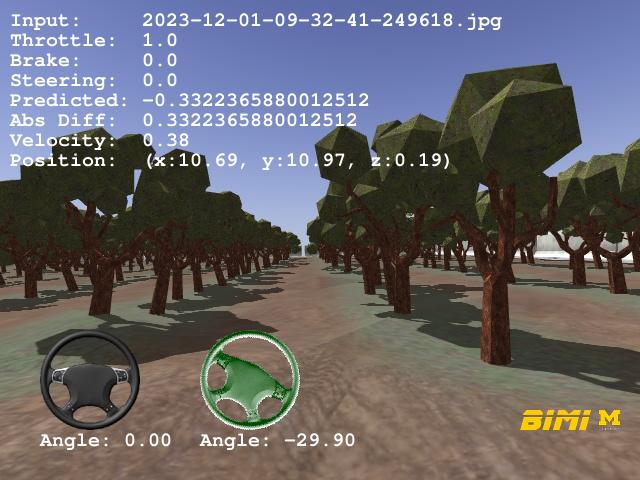 Input: 2023-12-01-09-32-41-249618.jpg
Throttle: 1.0
Brake: 0.0
Steering: 0.0
Predicted: -0.3322365880012512
Abs Diff: 0.3322365880012512
Velocity: 0.38
Position: (x:10.69, y:10.97, z:0.19)
Angle: 0.00 Angle: -29.90
BIMI M